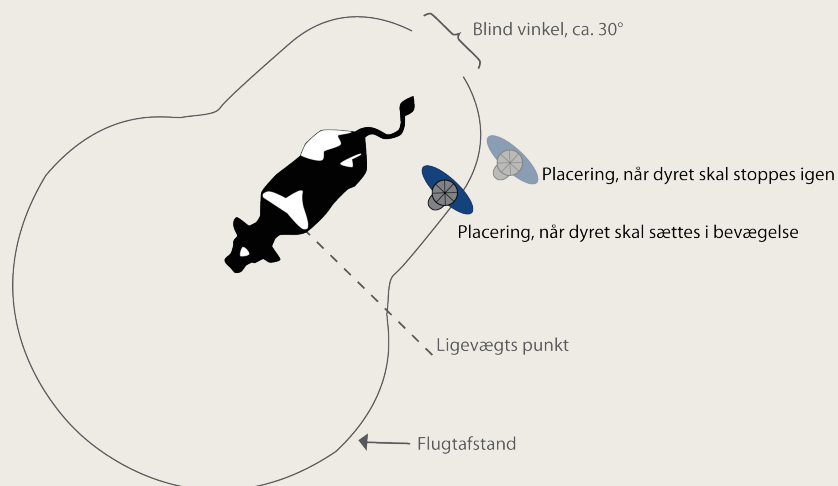 Blind vinkel, ca. 30°
Placering, når dyret skal stoppes igen
Placering, når dyret skal sættes i bevægelse
Ligevægts punkt
Flugtafstand